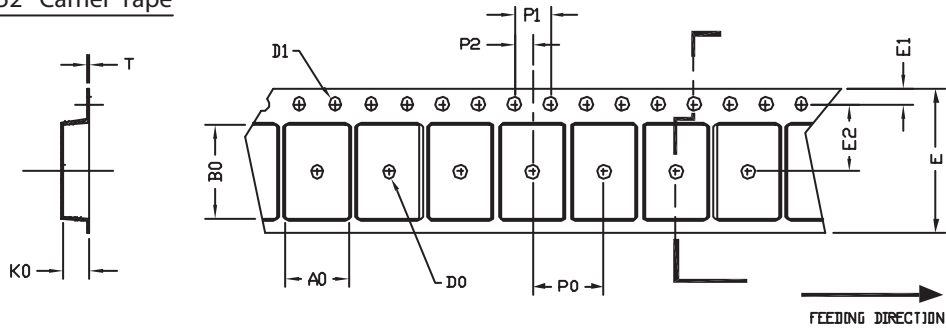 Carrier Tape
P1
P2
E1
D1
T
E2
E
B0
K0
A0
D0
P0
FEEDING DIRECTION